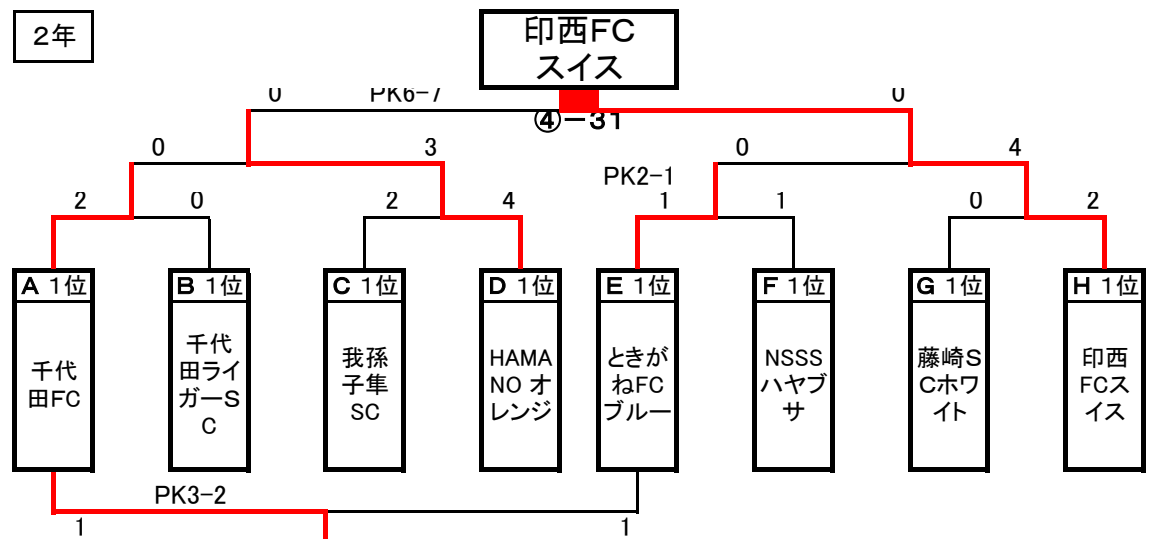 ２年
印西ＦＣ
スイス
0 PK6-7 0
④－31
0 3 0 4
PK2-1
2 0 2 4 1 1 0 2
A 1位 B 1位 C 1位 D 1位 E 1位 F 1位 G 1位 H 1位
千代
田FC
千代
田ライ
ガーS
C
我孫
子隼
SC
HAMA
NO オ
レンジ
ときが
ねFC
ブルー
NSSS
ハヤブ
サ
藤崎S
Cホワ
イト
印西
FCス
イス
PK3-2
1 1